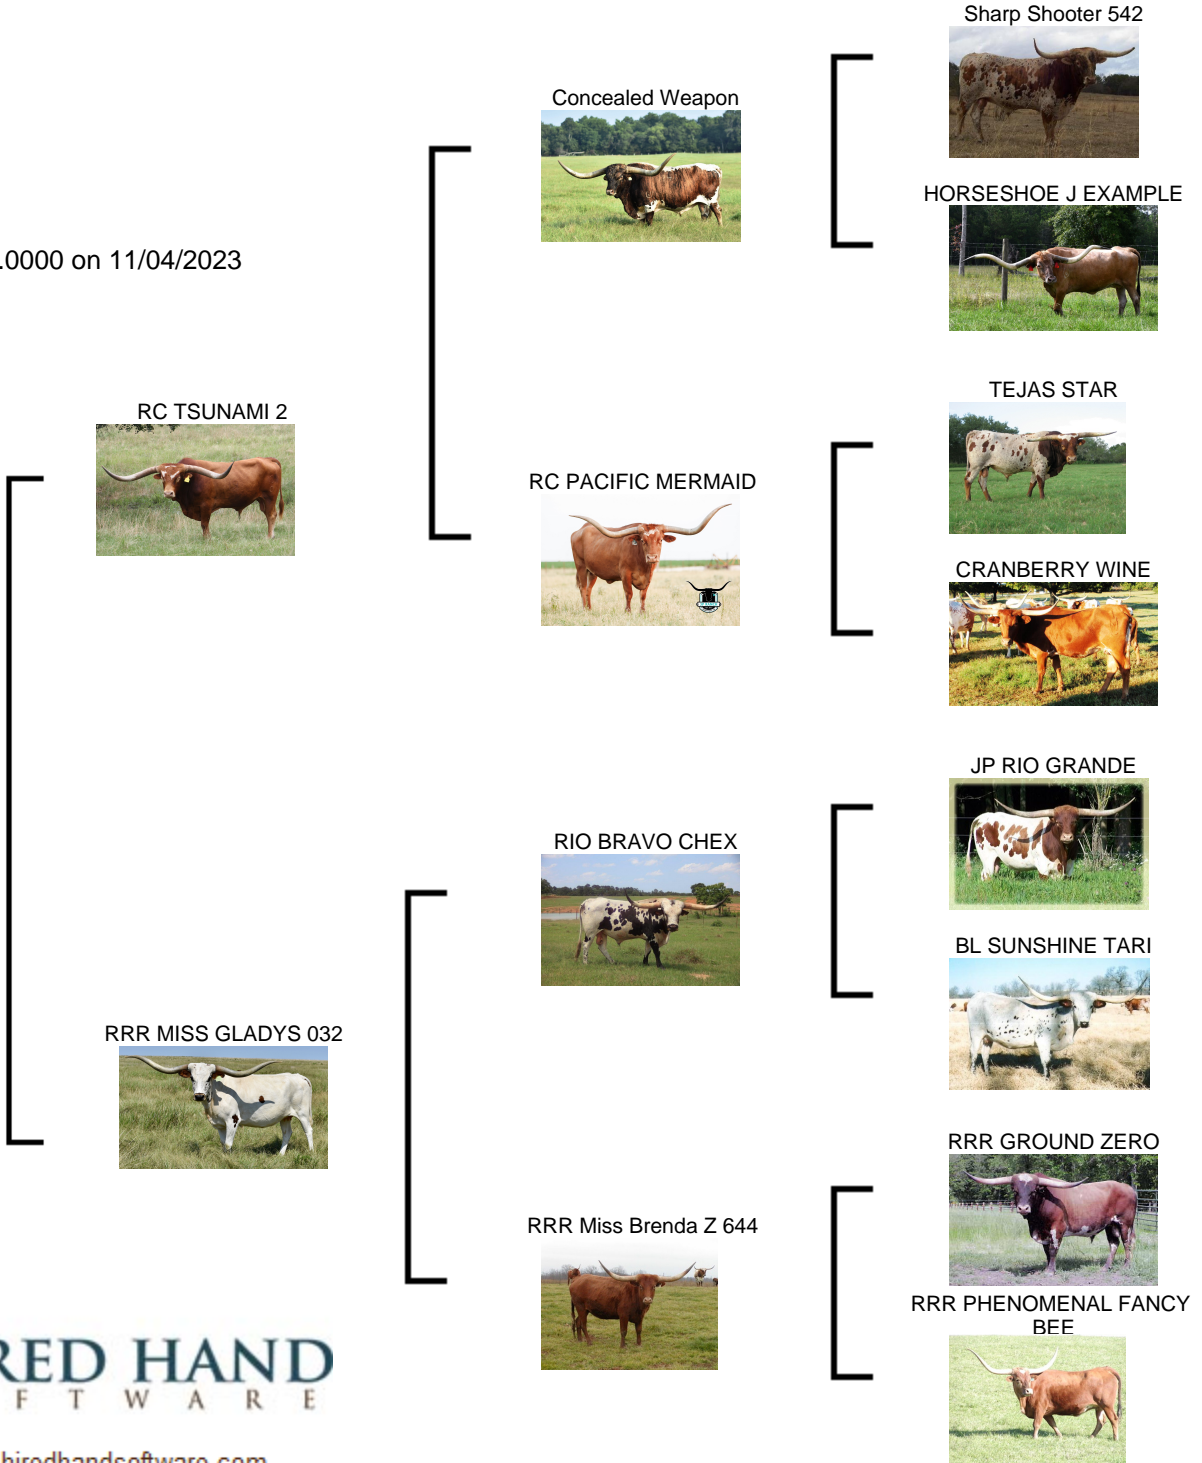 Sharp Shooter 542
Concealed Weapon
HORSESHOE J EXAMPLE
.0000 on 11/04/2023
TEJAS STAR
RC TSUNAMI 2
RC PACIFIC MERMAID
CRANBERRY WINE
JP RIO GRANDE
RIO BRAVO CHEX
BL SUNSHINE TARI
RRR MISS GLADYS 032
RRR GROUND ZERO
RRR Miss Brenda Z 644
RRR PHENOMENAL FANCY
BEE
RED HAND
F T W A R E
hiredhandsoftware.com